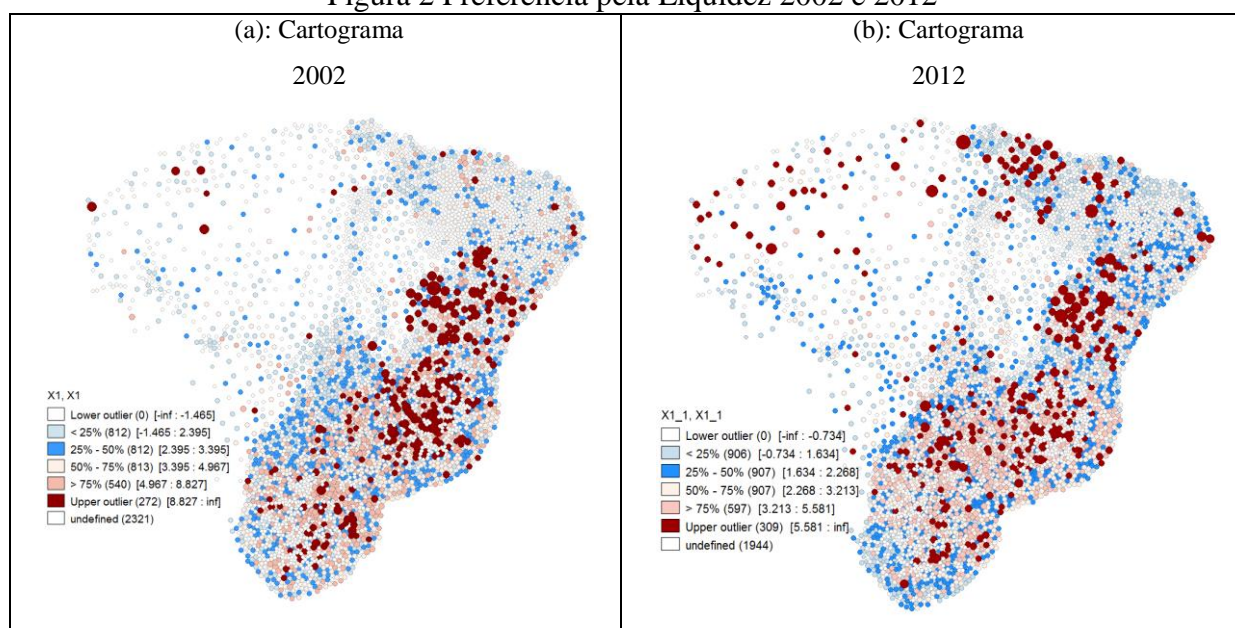 Figura 2 Preferência pela Liquidez 2002 e 2012
(a): Cartograma
2002
X1, X1
Lower outlier (0) [-inf : -1.465]
< 25% (812) [-1.465 : 2.395]
25% - 50% (812) [2.395 : 3.395]
50% - 75% (813) [3.395 : 4.967]
> 75% (540) [4.967 : 8.827]
Upper outlier (272) [8.827 : inf]
undefined (2321)
(b): Cartograma
2012
X1_1, X1_1
Lower outlier (0) [-inf : -0.734]
< 25% (906) [-0.734 : 1.634]
25% - 50% (907) [1.634 : 2.268]
50% - 75% (907) [2.268 : 3.213]
> 75% (597) [3.213 : 5.581]
Upper outlier (309) [5.581 : inf]
undefined (1944)